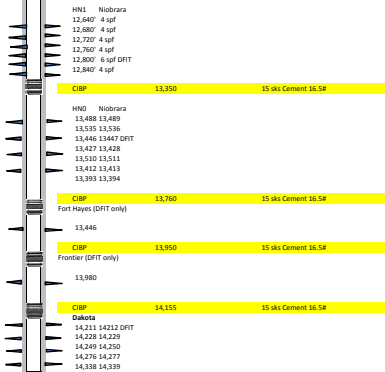 HN1 Niobrara
12,640' 4 spf
12,680' 4 spf
12,720' 4 spf
12,760' 4 spf
12,800' 6 spf DFIT
12,840' 4 spf
CIBP 13,350 15 sks Cement 16.5#
HN0 Niobrara
13,488 13,489
13,535 13,536
13,446 13447 DFIT
13,427 13,428
13,510 13,511
13,412 13,413
13,393 13,394
CIBP 13,760 15 sks Cement 16.5#
Fort Hayes (DFIT only)
13,446
CIBP 13,950 15 sks Cement 16.5#
Frontier (DFIT only)
13,980
CIBP 14,155 15 sks Cement 16.5#
Dakota
14,211 14212 DFIT
14,228 14,229
14,249 14,250
14,276 14,277
14,338 14,339